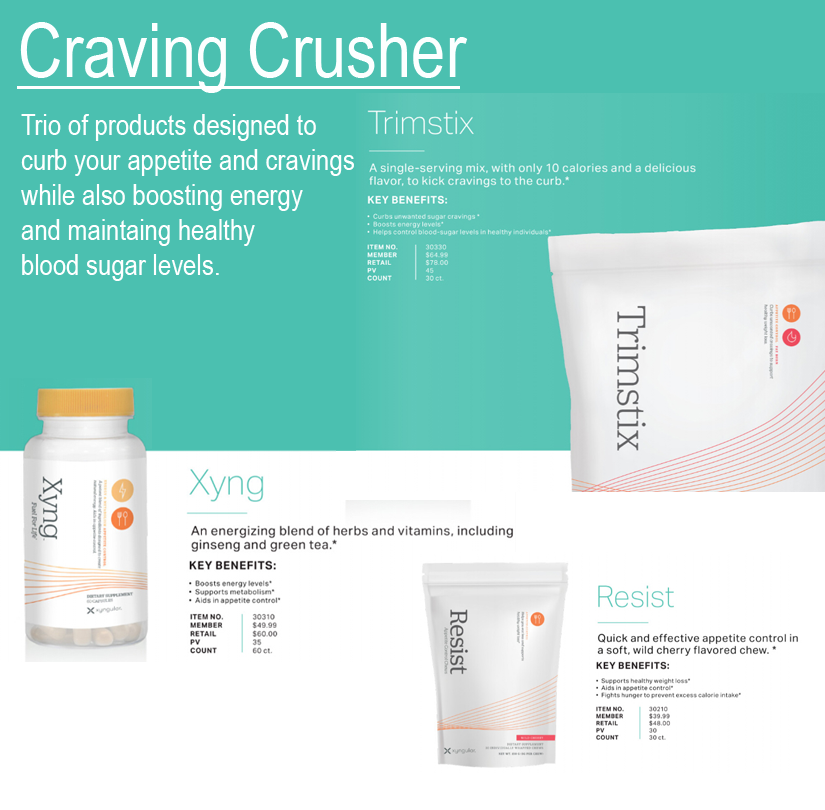 Craving Crusher
Trio of products designed to
curb your appetite and cravings
while also boosting energy
and maintaing healthy
blood sugar levels.
Trimstix
A single-serving mix, with only 10 calories and a delicious
flavor, to kick cravings to the curb.*
KEY BENEFITS:
• Curbs unwanted sugar cravings *
• Boosts energy levels*
• Helps control blood-sugar levels in healthy individuals*
ITEM NO. 30330
MEMBER $64.99
RETAIL $78.00
PV 45
COUNT 30 ct.
Trimstix
Xyng
Fuel For Life
DIETARY SUPPLEMENT
xyngular
Xyng
An energizing blend of herbs and vitamins, including
ginseng and green tea.*
KEY BENEFITS:
• Boosts energy levels*
• Supports metabolism*
• Aids in appetite control*
ITEM NO. 30310
MEMBER $49.99
RETAIL $60.00
PV 35
COUNT 60 ct.
Resist
WILD CHERRY
DIETARY SUPPLEMENT
xyngular
Resist
Quick and effective appetite control in
a soft, wild cherry flavored chew. *
KEY BENEFITS:
• Supports healthy weight loss*
• Aids in appetite control*
• Fights hunger to prevent excess calorie intake*
ITEM NO. 30210
MEMBER $39.99
RETAIL $48.00
PV 30
COUNT 30 ct.